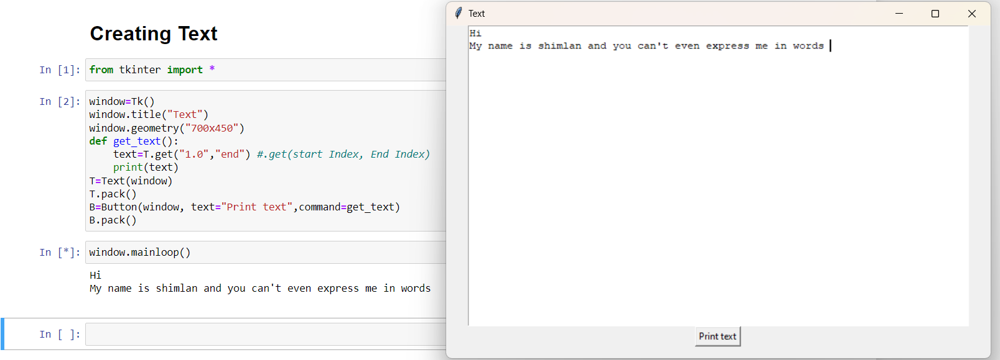 Creating Text
In [1]: from tkinter import *
In [2]: window=Tk()
window.title("Text")
window.geometry("700x450")
def get_text():
    text=T.get("1.0","end") #.get(start Index, End Index)
    print(text)
T=Text(window)
T.pack()
B=Button(window, text="Print text",command=get_text)
B.pack()
In [*]: window.mainloop()
Hi
My name is shimlan and you can't even express me in words
In [ ]:
Text
Hi
My name is shimlan and you can't even express me in words
Print text